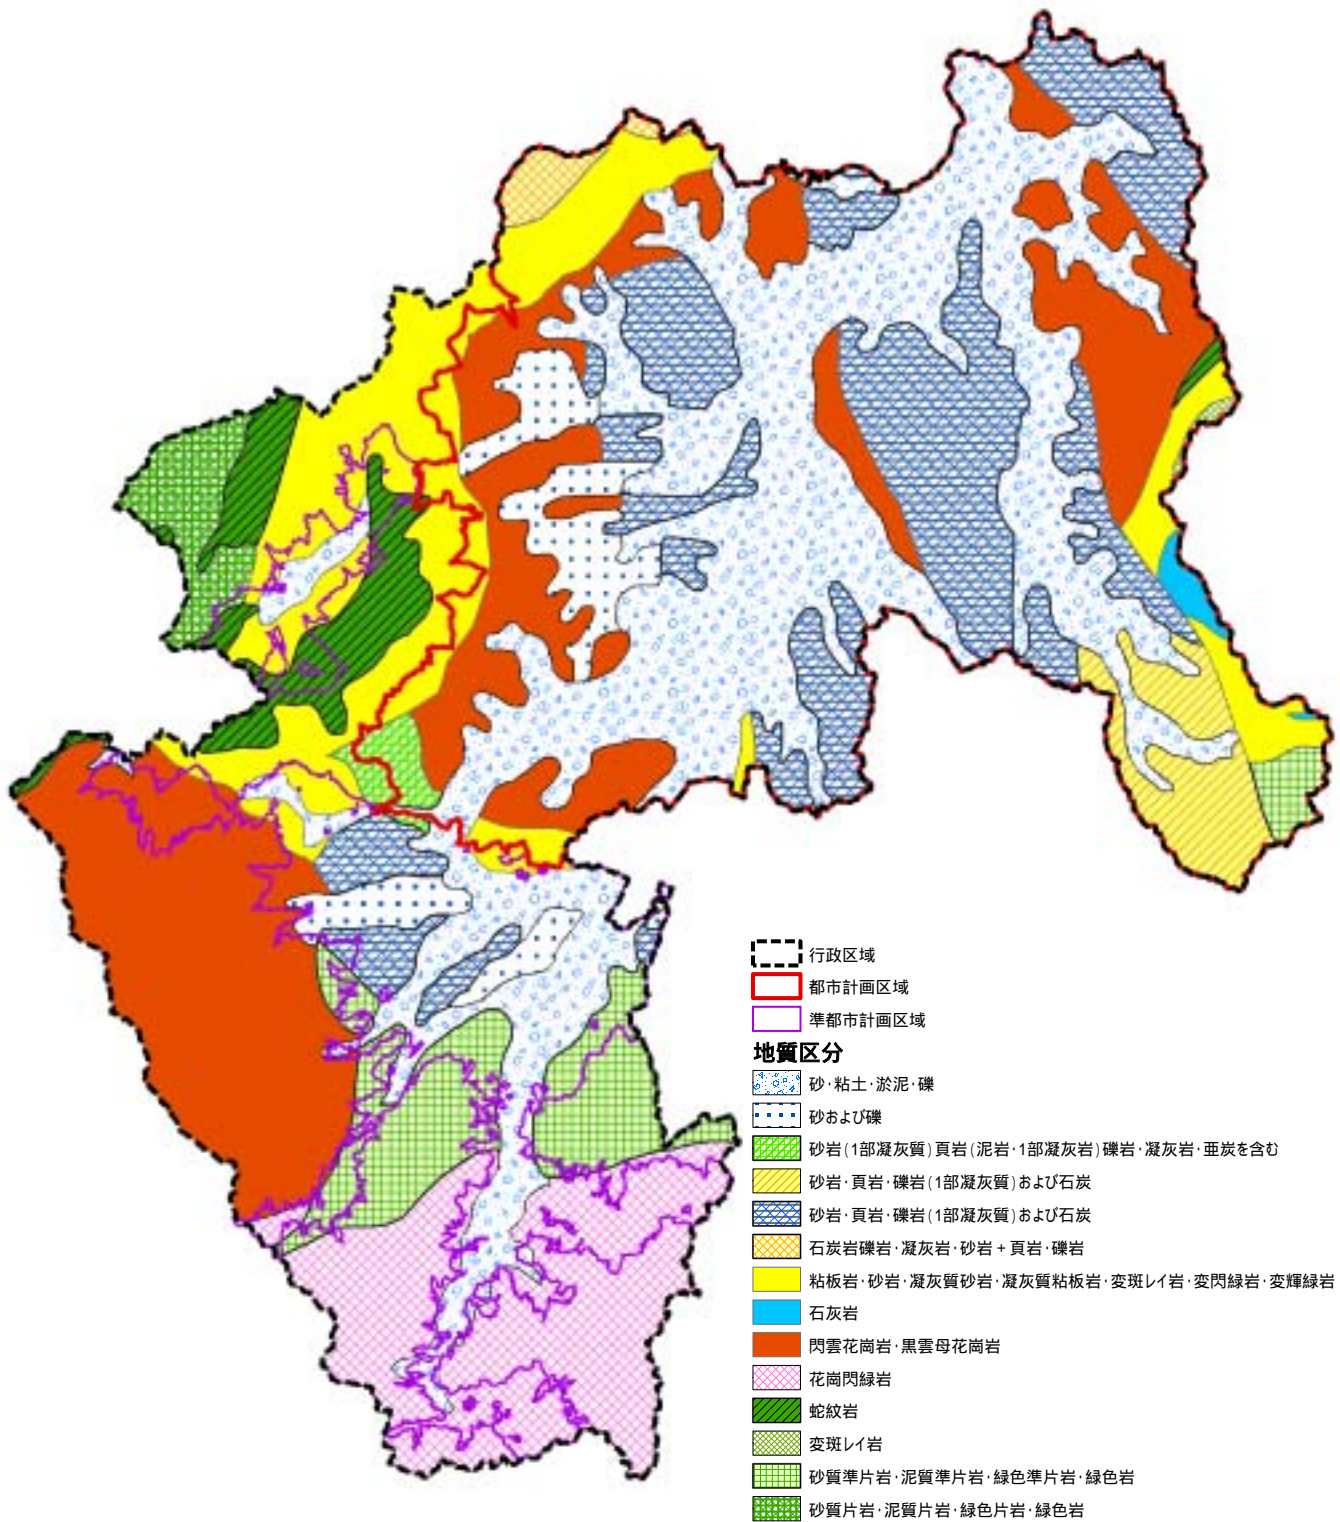 行政区域
都市計画区域
準都市計画区域
地質区分
砂・粘土・淤泥・礫
砂および礫
砂岩(1部凝灰質)頁岩(泥岩・1部凝灰岩)礫岩・凝灰岩・亜炭を含む
砂岩・頁岩・礫岩(1部凝灰質)および石炭
砂岩・頁岩・礫岩(1部凝灰質)および石炭
石炭岩礫岩・凝灰岩・砂岩+頁岩・礫岩
粘板岩・砂岩・凝灰質砂岩・凝灰質粘板岩・変斑レイ岩・変閃緑岩・変輝緑岩
石灰岩
閃雲花崗岩・黒雲母花崗岩
花崗閃緑岩
蛇紋岩
変斑レイ岩
砂質準片岩・泥質準片岩・緑色準片岩・緑色岩
砂質片岩・泥質片岩・緑色片岩・緑色岩